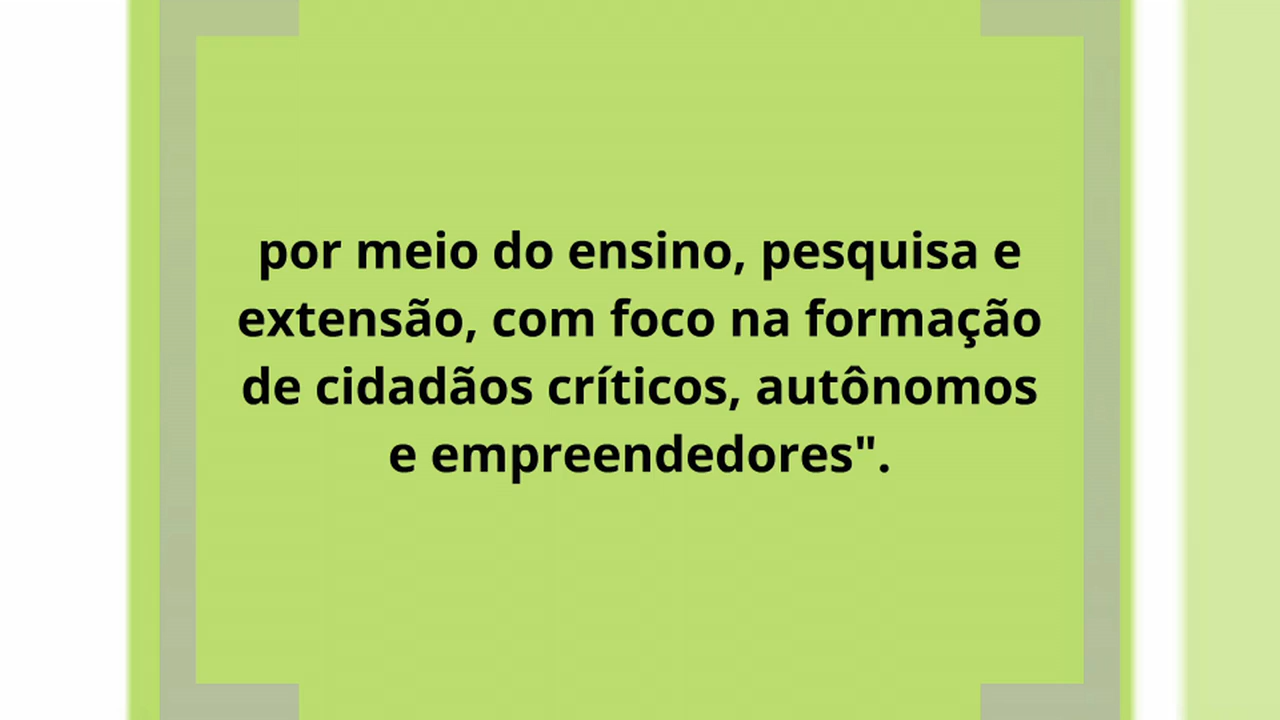 por meio do ensino, pesquisa e
extensão, com foco na formação
de cidadãos críticos, autônomos
e empreendedores".